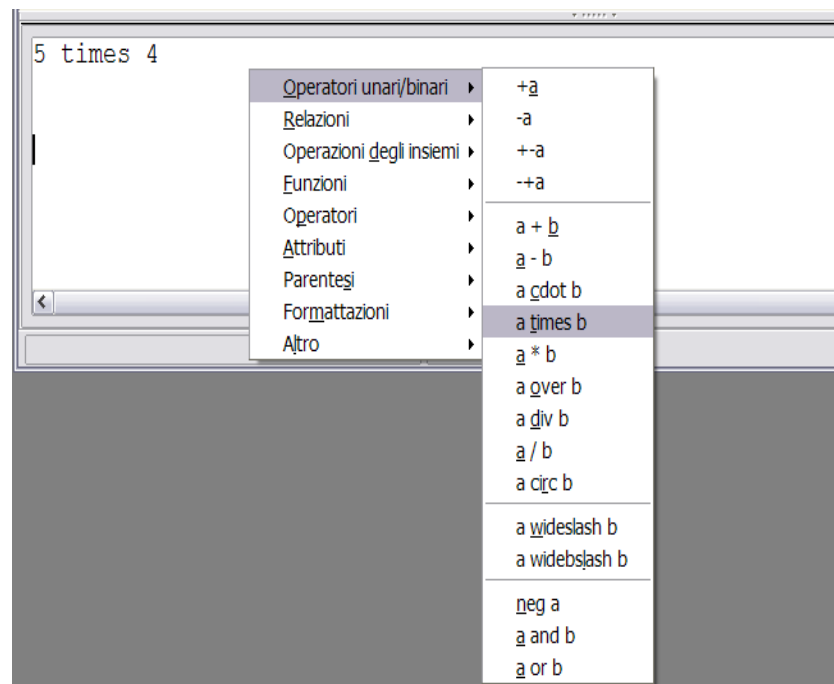 5 times 4
Operatori unari/binari
Relazioni
Operazioni degli insiemi
Funzioni
Operatori
Attributi
Parentesi
Formattazioni
Altro
+a
-a
+-a
-+a
a + b
a - b
a cdot b
a times b
a * b
a over b
a div b
a / b
a circ b
a wideslash b
a widebslash b
neg a
a and b
a or b